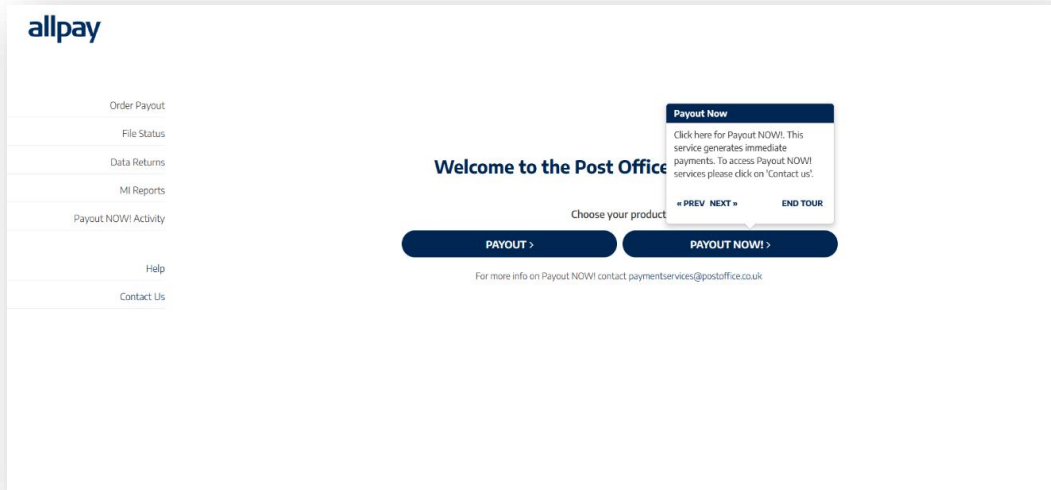 allpay
Order Payout
File Status
Data Returns
MI Reports
Payout NOW! Activity
Help
Contact Us
Welcome to the Post Office
Choose your product
Payout Now
Click here for Payout NOW!. This
service generates immediate
payments. To access Payout NOW!
services please click on 'Contact us'.
« PREV NEXT » END TOUR
PAYOUT >
PAYOUT NOW! >
For more info on Payout NOW! contact paymentservices@postoffice.co.uk